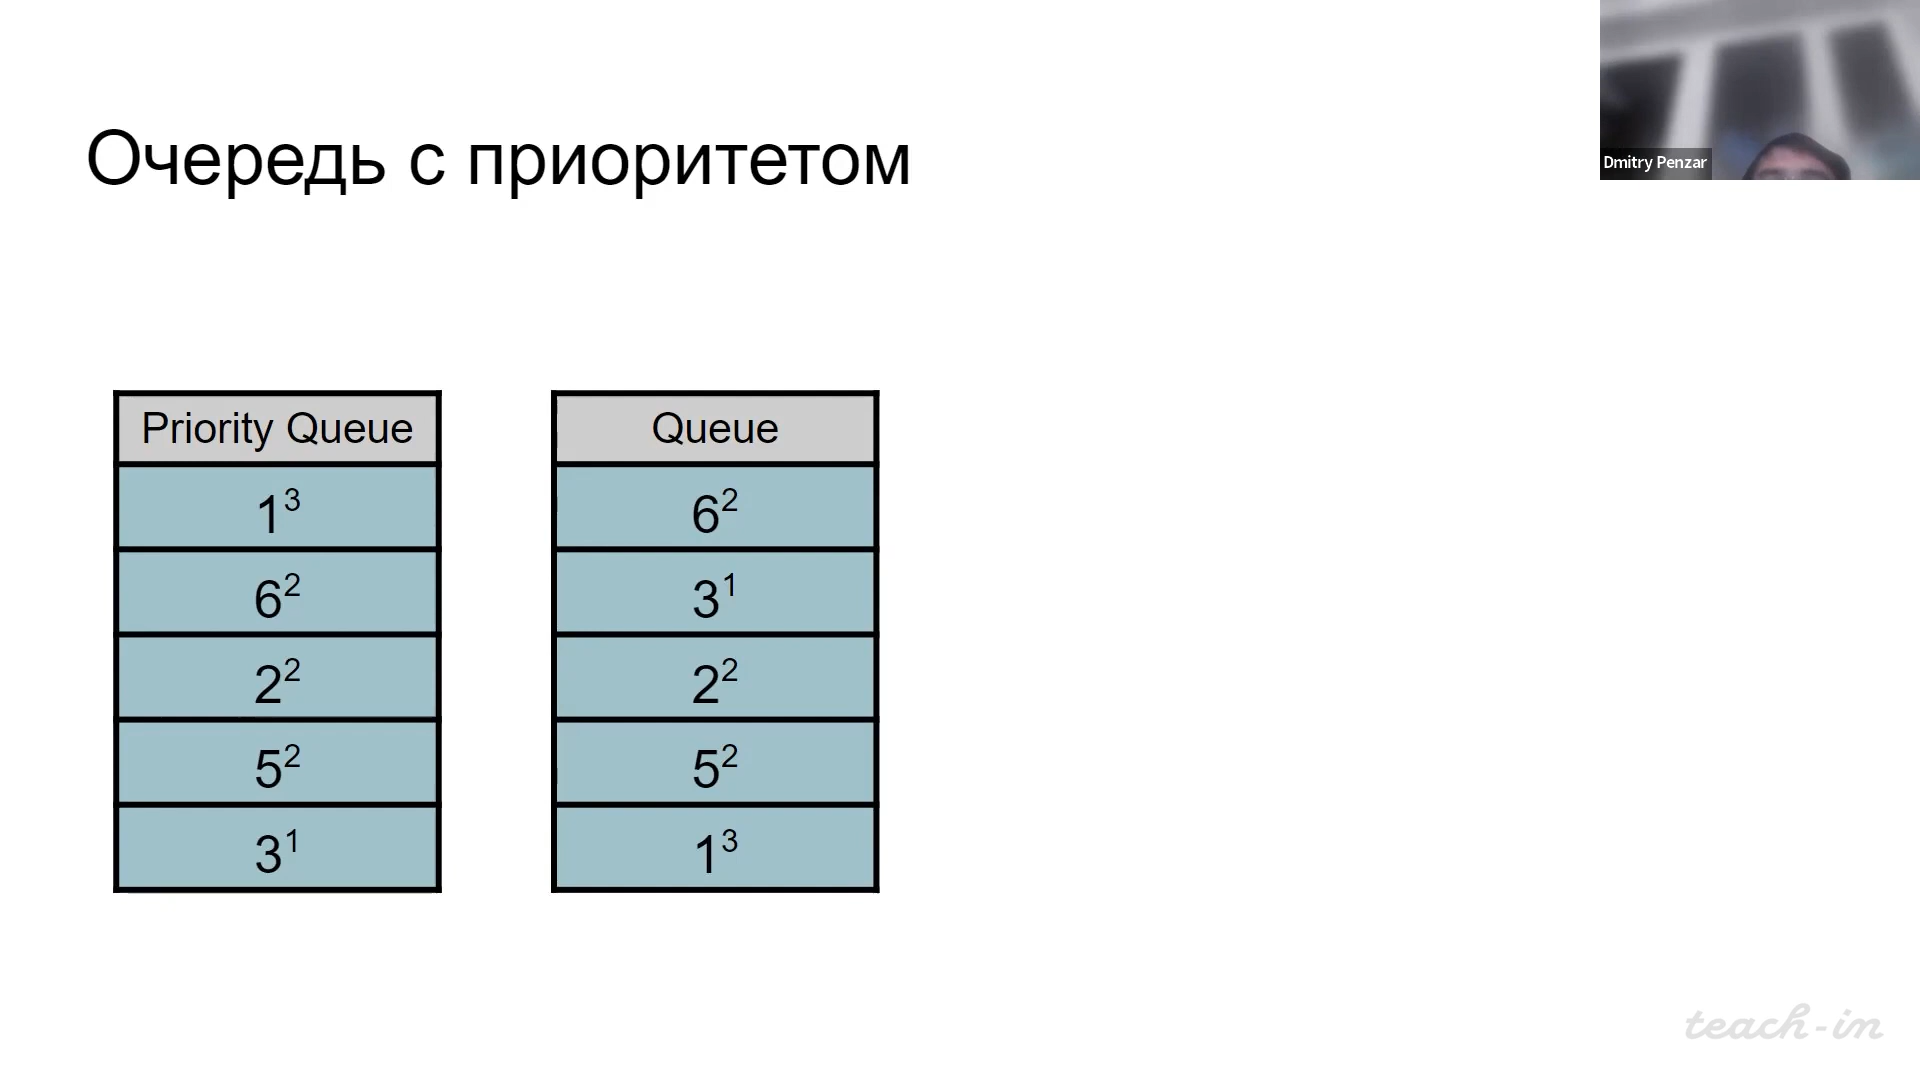 Dmitry Penzar
Очередь с приоритетом
Priority Queue
1³
6²
2²
5²
3¹
Queue
6²
3¹
2²
5²
1³
teach-in